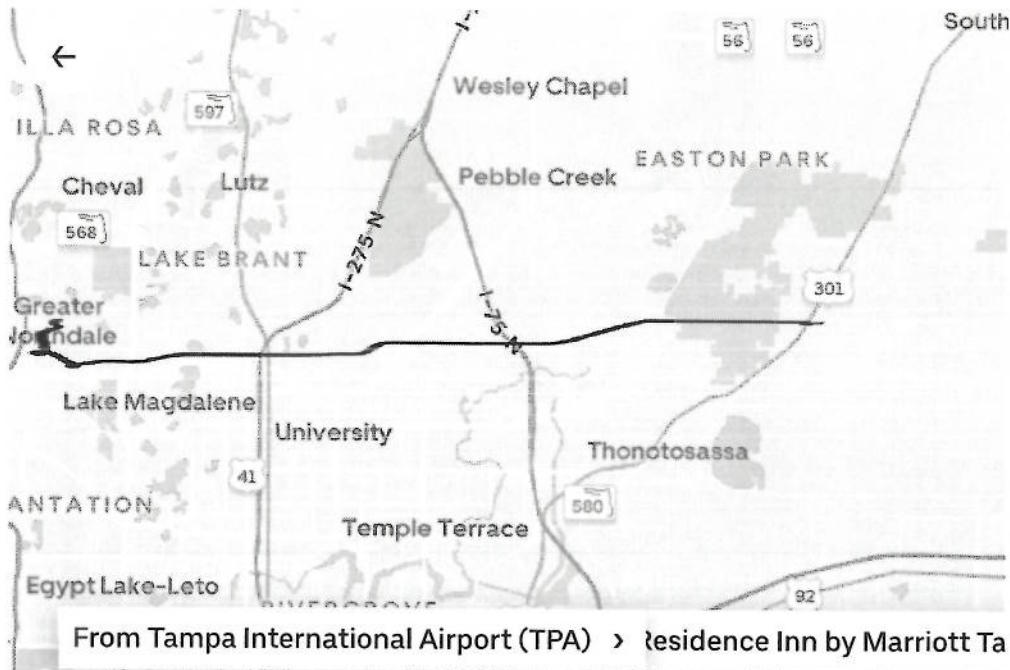 I-
56
56
South
597
Wesley Chapel
ILLA ROSA
EASTON PARK
Cheval
Lutz
Pebble Creek
568
I-275 N
LAKE BRANT
301
Greater
Northdale
I-75 N
Lake Magdalene
University
Thonotosassa
41
580
ANTATION
Temple Terrace
Egypt Lake-Leto
RIVERGROVE
92
From Tampa International Airport (TPA) > Residence Inn by Marriott Ta